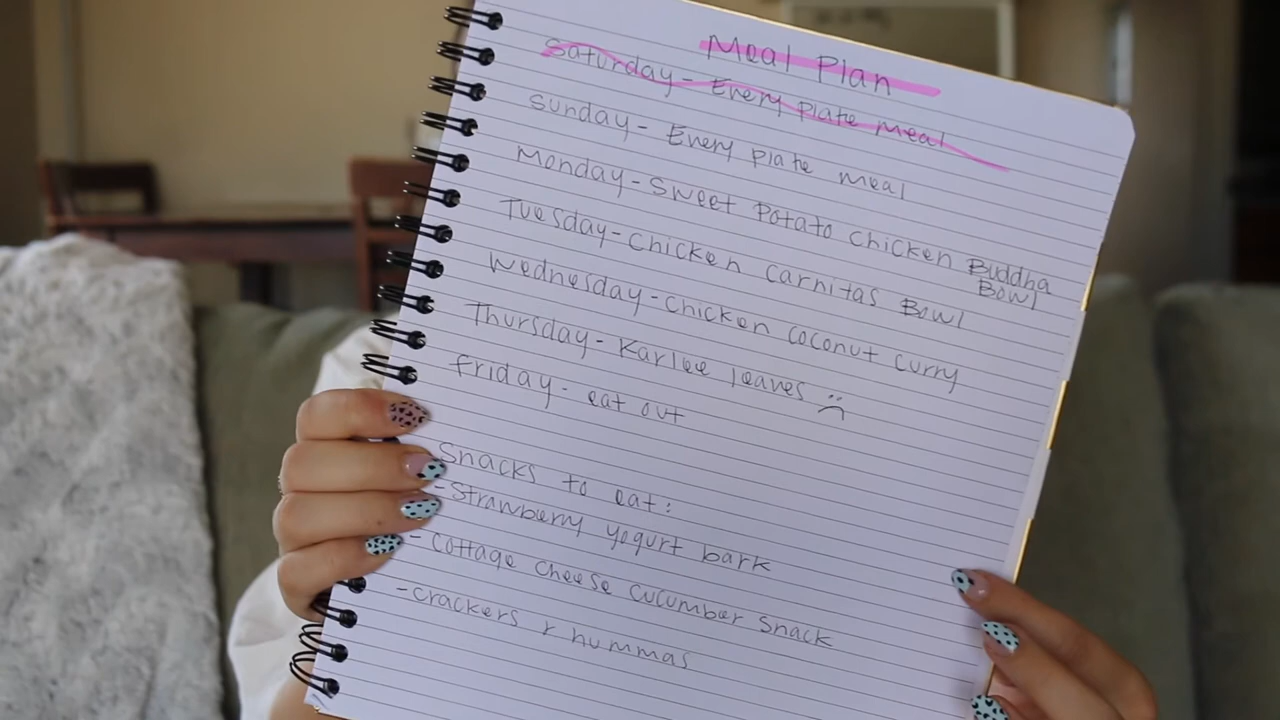 Meal Plan
Saturday - Every plate meal
Sunday - Every plate meal
Monday - Sweet Potato chicken Buddha
Bowl
Tuesday - Chicken Carnitas Bowl
Wednesday - Chicken coconut curry
Thursday - Karlee leaves :(
Friday - eat out
Snacks to eat:
- Strawberry yogurt bark
- Cottage Cheese cucumber snack
- crackers & hummas